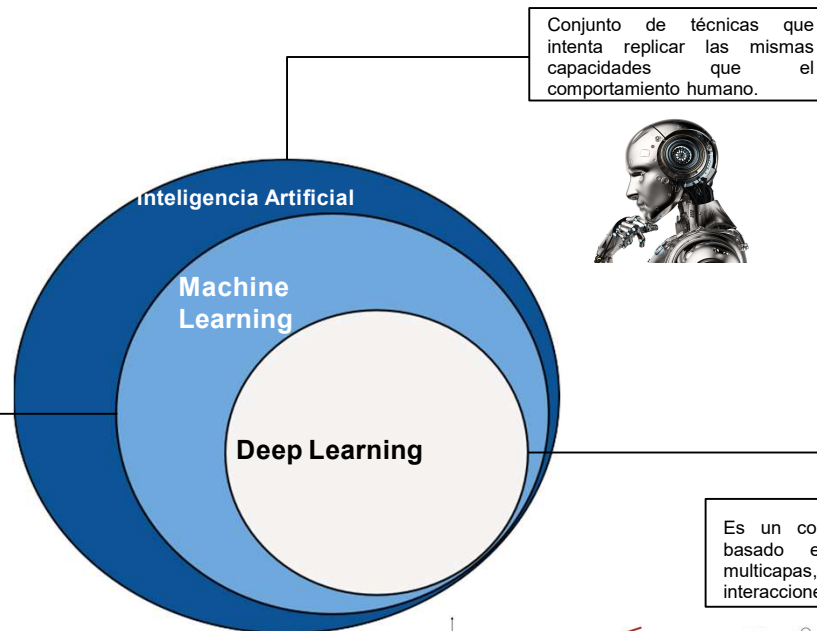 Conjunto de técnicas que
intenta replicar las mismas
capacidades que el
comportamiento humano.
Inteligencia Artificial
Machine
Learning
Deep Learning
Es un co
basado e
multicapas,
interaccione